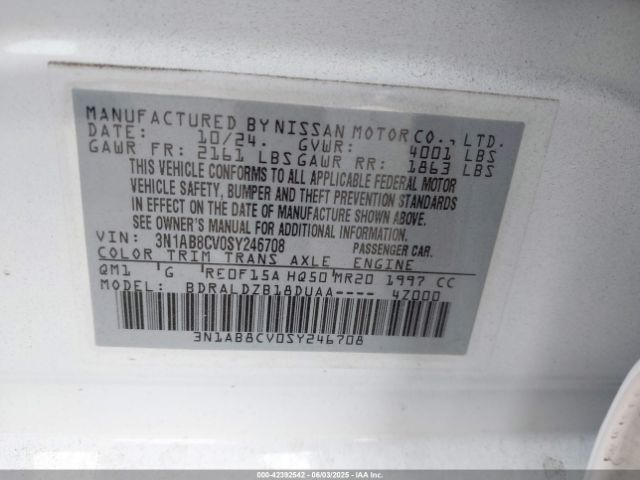 MANUFACTURED BY NISSAN MOTOR CO., LTD.
DATE: 10/24. GVWR: 4001 LBS
GAWR FR: 2161 LBS GAWR RR: 1863 LBS
THIS VEHICLE CONFORMS TO ALL APPLICABLE FEDERAL MOTOR
VEHICLE SAFETY, BUMPER AND THEFT PREVENTION STANDARDS
IN EFFECT ON THE DATE OF MANUFACTURE SHOWN ABOVE.
SEE OWNER'S MANUAL FOR ADDITIONAL INFORMATION.
VIN: 3N1AB8CV0SY246708 PASSENGER CAR.
COLOR TRIM TRANS AXLE ENGINE
QM1 G RE0F15A HQ50 MR20 1997 CC
MODEL: BDRALDZB18DUAA---- 4Z000
3N1AB8CV0SY246708
000-42392542 - 06/03/2025 - IAA Inc.